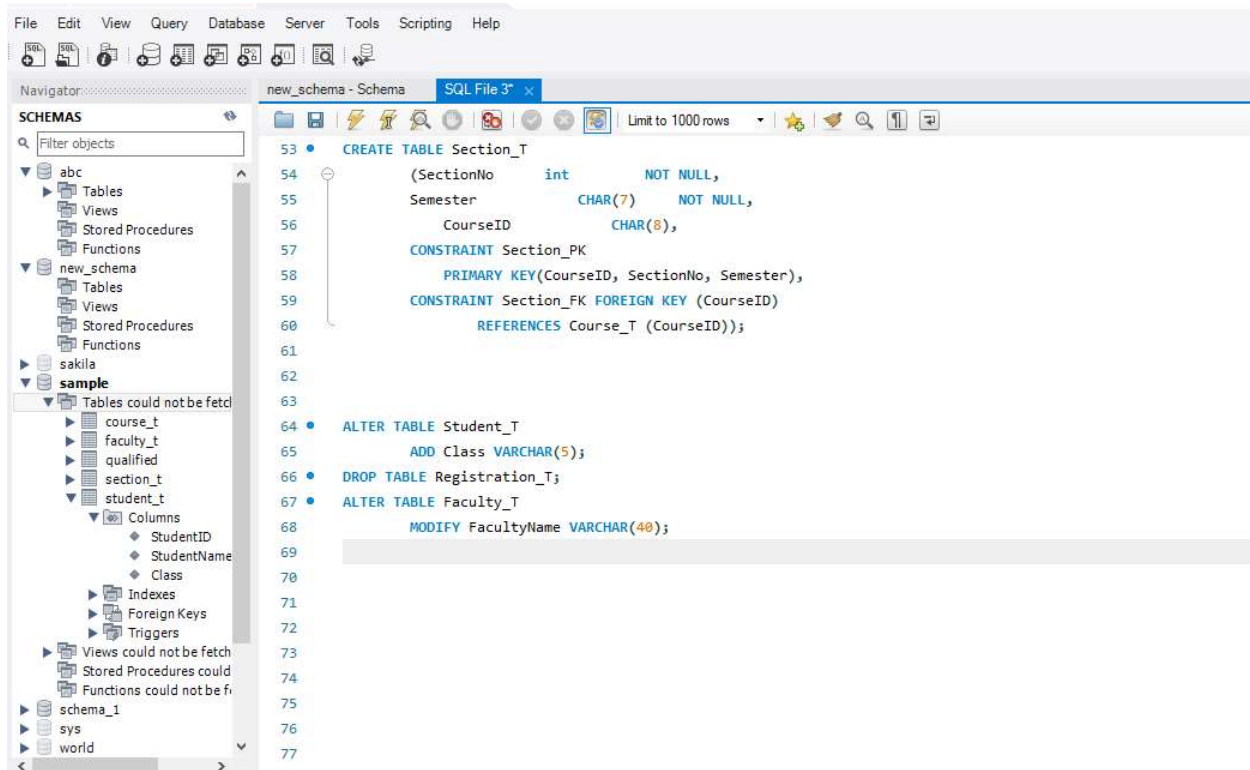 File Edit View Query Database Server Tools Scripting Help
Navigator
SCHEMAS
Filter objects
abc
Tables
Views
Stored Procedures
Functions
new_schema
Tables
Views
Stored Procedures
Functions
sakila
sample
Tables could not be fetcl
course_t
faculty_t
qualified
section_t
student_t
Columns
StudentID
StudentName
Class
Indexes
Foreign Keys
Triggers
Views could not be fetch
Stored Procedures could
Functions could not be f
schema_1
sys
world
new_schema - Schema SQL File 3* ×
Limit to 1000 rows
53 CREATE TABLE Section_T
54 (SectionNo int NOT NULL,
55 Semester CHAR(7) NOT NULL,
56 CourseID CHAR(8),
57 CONSTRAINT Section_PK
58 PRIMARY KEY(CourseID, SectionNo, Semester),
59 CONSTRAINT Section_FK FOREIGN KEY (CourseID)
60 REFERENCES Course_T (CourseID));
61
62
63
64 ALTER TABLE Student_T
65 ADD Class VARCHAR(5);
66 DROP TABLE Registration_T;
67 ALTER TABLE Faculty_T
68 MODIFY FacultyName VARCHAR(40);
69
70
71
72
73
74
75
76
77